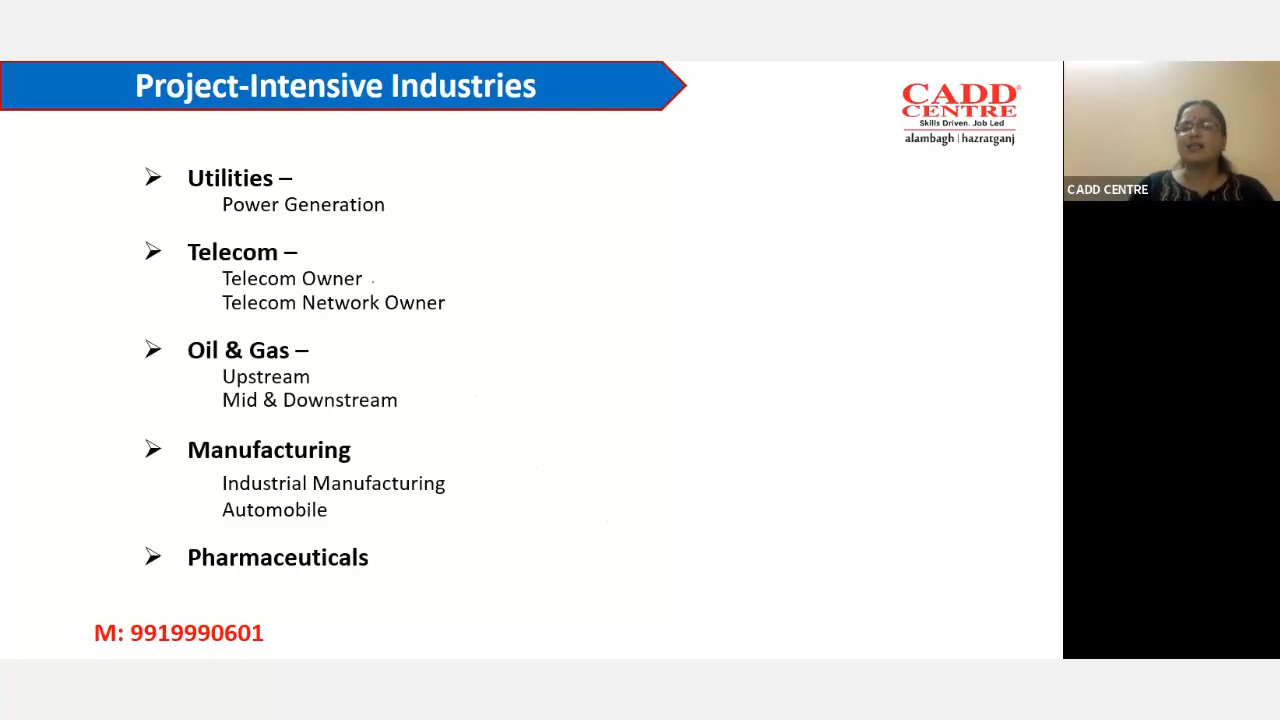 Project-Intensive Industries
CADD
CENTRE
Skills Driven. Job Led
alambagh | hazratganj
CADD CENTRE
➢ Utilities –
Power Generation
➢ Telecom –
Telecom Owner
Telecom Network Owner
➢ Oil & Gas –
Upstream
Mid & Downstream
➢ Manufacturing
Industrial Manufacturing
Automobile
➢ Pharmaceuticals
M: 9919990601